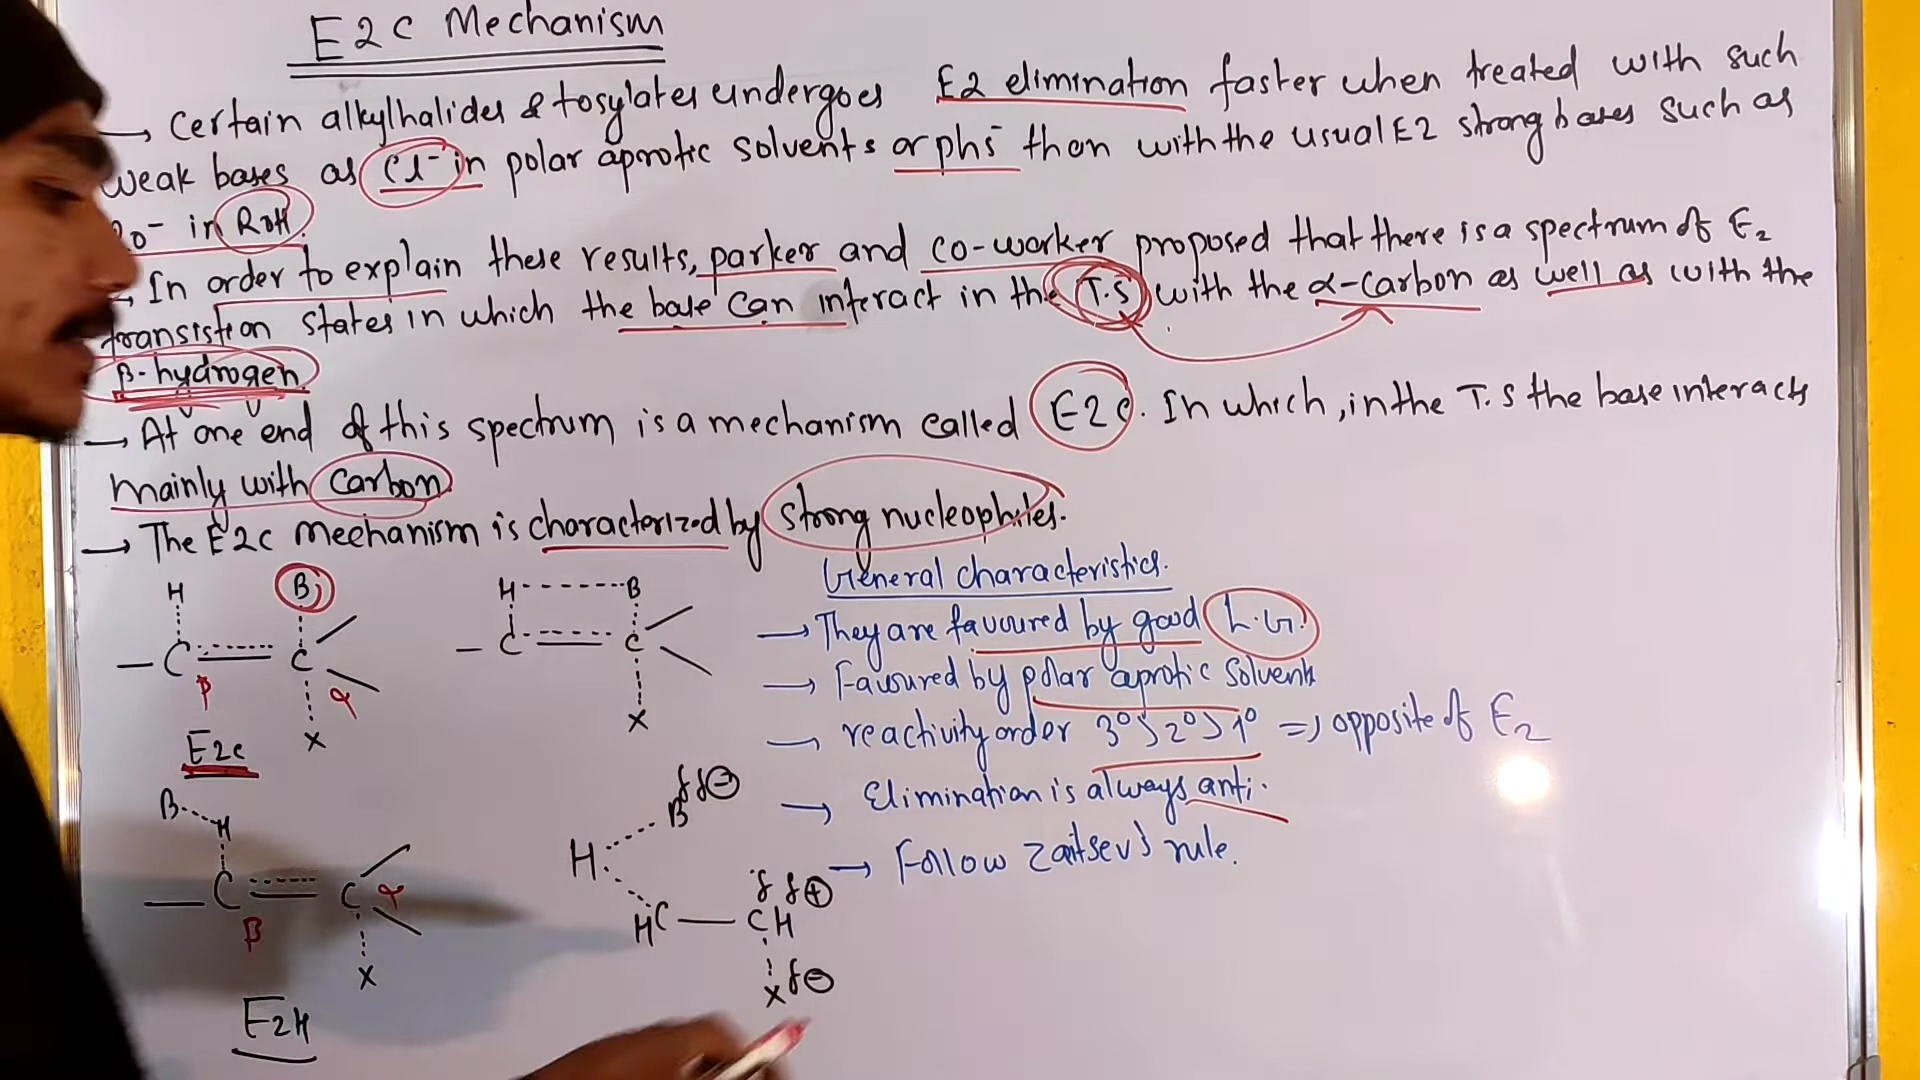 E2C Mechanism
→ Certain alkylhalides & tosylates undergoes E2 elimination faster when treated with such
weak bases as Cl⁻ in polar aprotic solvents or phs⁻ than with the usual E2 strong bases such as
Ro⁻ in ROH.
→ In order to explain these results, parker and co-worker proposed that there is a spectrum of E₂
transistion states in which the base can interact in the T.S with the α-carbon as well as with the
β-hydrogen.
→ At one end of this spectrum is a mechanism called E2C. In which, in the T.S the base interacts
mainly with carbon.
→ The E2C mechanism is characterized by strong nucleophiles.
General characteristics.
→ They are favoured by good L.G.
→ Favoured by polar aprotic solvents
→ reactivity order 3° > 2° > 1° => opposite of E₂
→ Elimination is always anti.
→ Follow Zaitsev's rule.
H B
C C
β α
X
E2C
H B
C C
X
B
H
C C α
β
X
E2H
B δδ⊖
H
HC — CH δδ⊕
X δ⊖